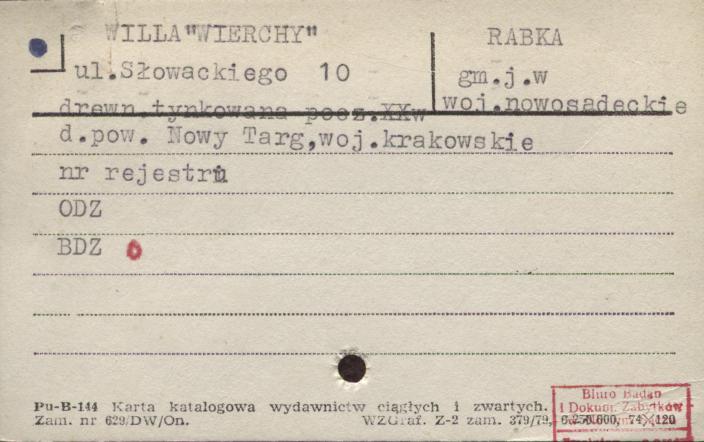 WILLA"WIERCHY"
RABKA
ul.Słowackiego 10
gm.j.w
drewn.tynkowana pocz.XXw
woj.nowosądeckie
d.pow. Nowy Targ,woj.krakowskie
nr rejestru
ODZ
BDZ
Pu-B-144 Karta katalogowa wydawnictw ciągłych i zwartych.
Zam. nr 629/DW/On.
WZGraf. Z-2 zam. 379/79,
Biuro Badań
i Dokum. Zabytków